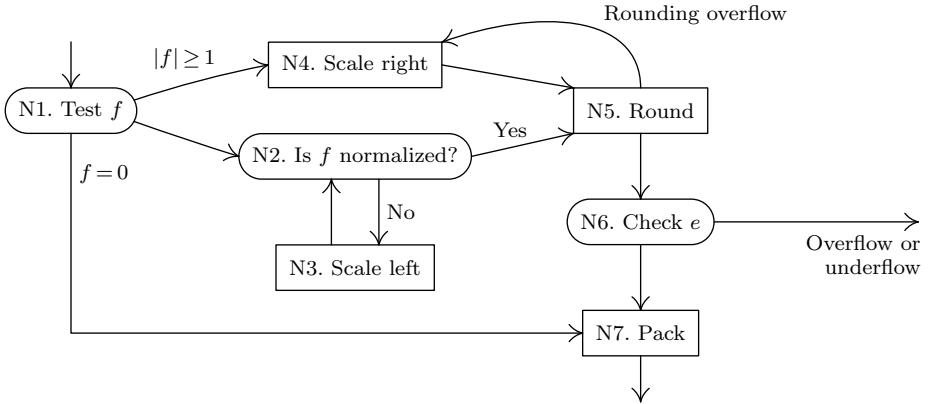 Rounding overflow
|f| ≥ 1
N4. Scale right
N1. Test f
N5. Round
Yes
N2. Is f normalized?
f = 0
No
N6. Check e
Overflow or
underflow
N3. Scale left
N7. Pack